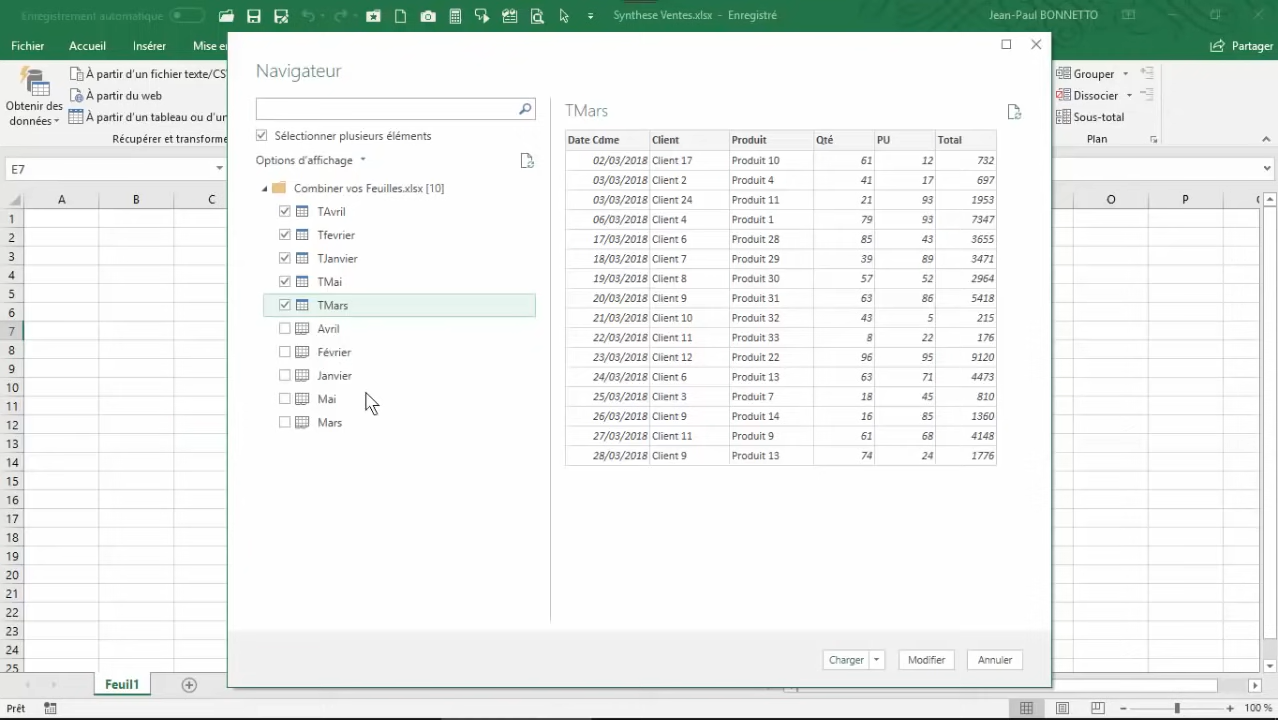 Enregistrement automatique
Synthese Ventes.xlsx - Enregistré
Jean-Paul BONNETTO
Fichier
Accueil
Insérer
Mise en
Partager
Obtenir des
données
À partir d'un fichier texte/CS
À partir du web
À partir d'un tableau ou d'un
Récupérer et transforme
Grouper
Dissocier
Sous-total
Plan
E7
A B C O P
1
2
3
4
5
6
7
8
9
10
11
12
13
14
15
16
17
18
19
20
21
22
23
24
25
Navigateur
Sélectionner plusieurs éléments
Options d'affichage
Combiner vos Feuilles.xlsx [10]
TAvril
Tfevrier
TJanvier
TMai
TMars
Avril
Février
Janvier
Mai
Mars
TMars
Date Cdme Client Produit Qté PU Total
02/03/2018 Client 17 Produit 10 61 12 732
03/03/2018 Client 2 Produit 4 41 17 697
03/03/2018 Client 24 Produit 11 21 93 1953
06/03/2018 Client 4 Produit 1 79 93 7347
17/03/2018 Client 6 Produit 28 85 43 3655
18/03/2018 Client 7 Produit 29 39 89 3471
19/03/2018 Client 8 Produit 30 57 52 2964
20/03/2018 Client 9 Produit 31 63 86 5418
21/03/2018 Client 10 Produit 32 43 5 215
22/03/2018 Client 11 Produit 33 8 22 176
23/03/2018 Client 12 Produit 22 96 95 9120
24/03/2018 Client 6 Produit 13 63 71 4473
25/03/2018 Client 3 Produit 7 18 45 810
26/03/2018 Client 9 Produit 14 16 85 1360
27/03/2018 Client 11 Produit 9 61 68 4148
28/03/2018 Client 9 Produit 13 74 24 1776
Charger
Modifier
Annuler
Feuil1
Prêt
100 %